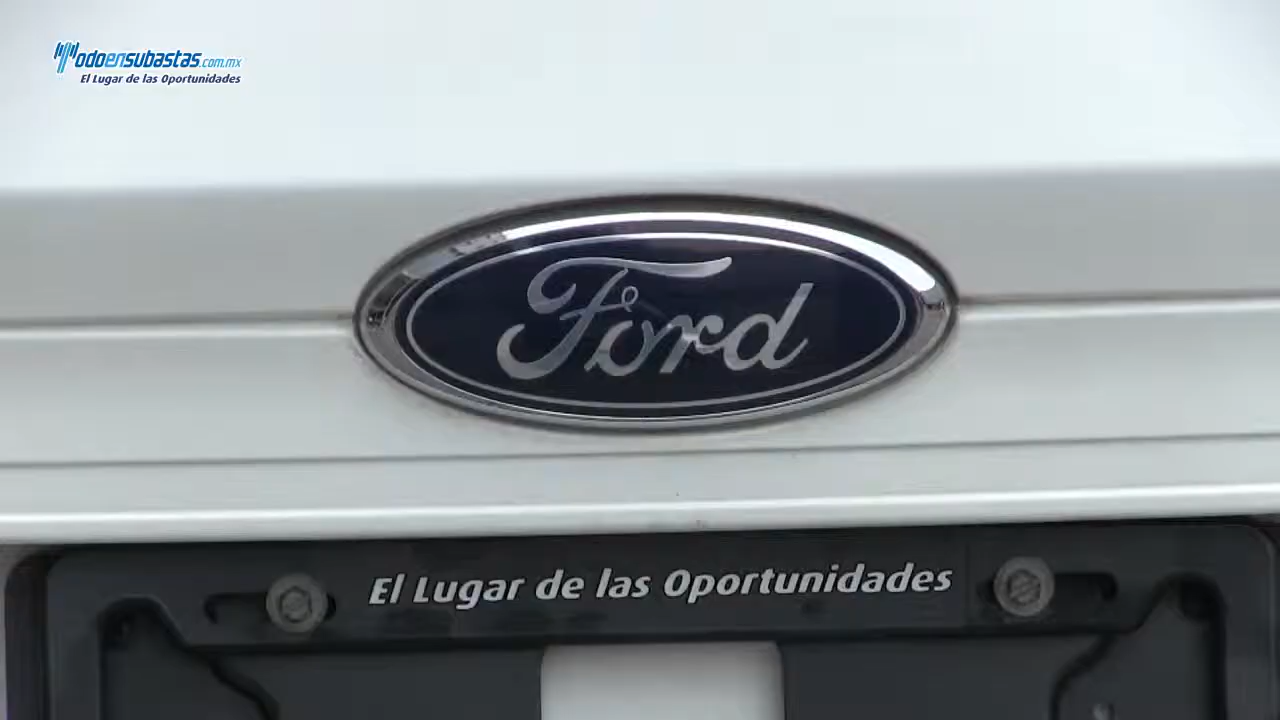 Todoensubastas.com.mx
El Lugar de las Oportunidades
Ford
El Lugar de las Oportunidades